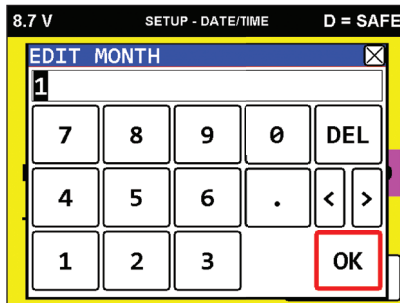 8.7 V SETUP - DATE/TIME D = SAFE
EDIT MONTH
1
7 8 9 0 DEL
4 5 6 . < >
1 2 3 OK